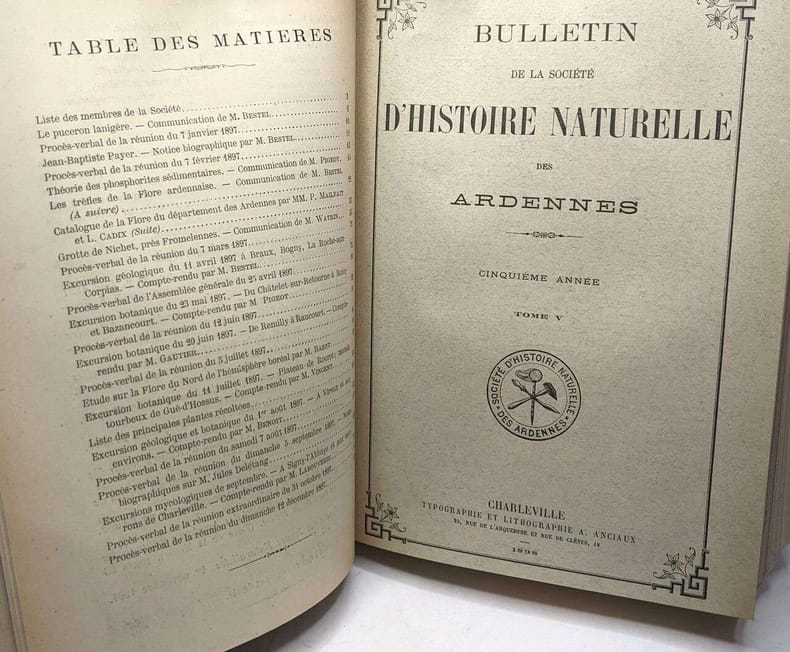 TABLE DES MATIERES
Liste des membres de la Société
Le puceron lanigère. — Communication de M. BESTEL
Procès-verbal de la réunion du 7 janvier 1897
Jean-Baptiste Payer. — Notice biographique par M. BESTEL
Procès-verbal de la réunion du 7 février 1897
Théorie des phosphorites sédimentaires. — Communication de M. PIGNOT
Les trèfles de la Flore ardennaise. — Communication de M. BESTEL
(A suivre)
Catalogue de la Flore du département des Ardennes par MM. P. MAILFAIT
et L. CADIX (Suite)
Grotte de Nichet, près Fromelennes. — Communication de M. WATRIN
Procès-verbal de la réunion du 7 mars 1897
Excursion géologique du 11 avril 1897 à Braux, Bogny, La Roche-aux-
Corpias. — Compte-rendu par M. BESTEL
Procès-verbal de l'Assemblée générale du 25 avril 1897
Excursion botanique du 23 mai 1897. — Du Châtelet-sur-Retourne à
et Bazancourt. — Compte-rendu par M PIGNOT
Procès-verbal de la réunion du 12 juin 1897
Excursion botanique du 20 juin 1897. — De Remilly à Raucourt. — Compte-
rendu par M. GAUTIER
Procès-verbal de la réunion du 5 juillet 1897
Etude sur la Flore du Nord de l'hémisphère boréal par M.
Excursion botanique du 11 juillet 1897. — Plateau de Rocroi;
tourbeux de Gué-d'Hossus. — Compte-rendu par M. VINCENT
Liste des principales plantes récoltées
Excursion géologique et botanique du 1er août 1897. — A Vireux et aux
environs. — Compte-rendu par M. BENOIT
Procès-verbal de la réunion du samedi 7 août 1897
Procès-verbal de la réunion du dimanche 5 septembre 1897. —
biographiques sur M. Jules Delétang
Excursions mycologiques de septembre. — A Signy-l'Abbaye et aux
rons de Charleville. — Compte-rendu par M.
Procès-verbal de la réunion extraordinaire du 31 octobre 1897
Procès-verbal de la réunion du dimanche 12 décembre 1897
BULLETIN
DE LA SOCIÉTÉ
D'HISTOIRE NATURELLE
DES
ARDENNES
CINQUIÈME ANNÉE
TOME V
SOCIÉTÉ D'HISTOIRE NATURELLE
DES ARDENNES
CHARLEVILLE
TYPOGRAPHIE ET LITHOGRAPHIE A. ANCIAUX
RUE DE L'ARQUEBUSE ET RUE DE CLÈVES,
1898